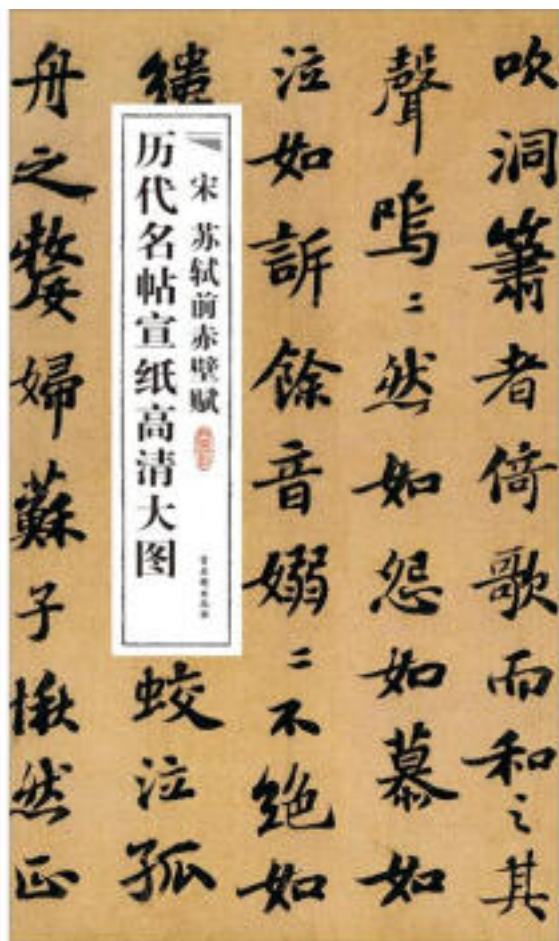 吹洞簫者倚歌而和之其
聲嗚〻然如怨如慕如
泣如訴餘音嫋〻不絕如
縷
蛟泣孤
舟之嫠婦蘇子愀然正
宋 苏轼前赤壁赋
历代名帖宣纸高清大图